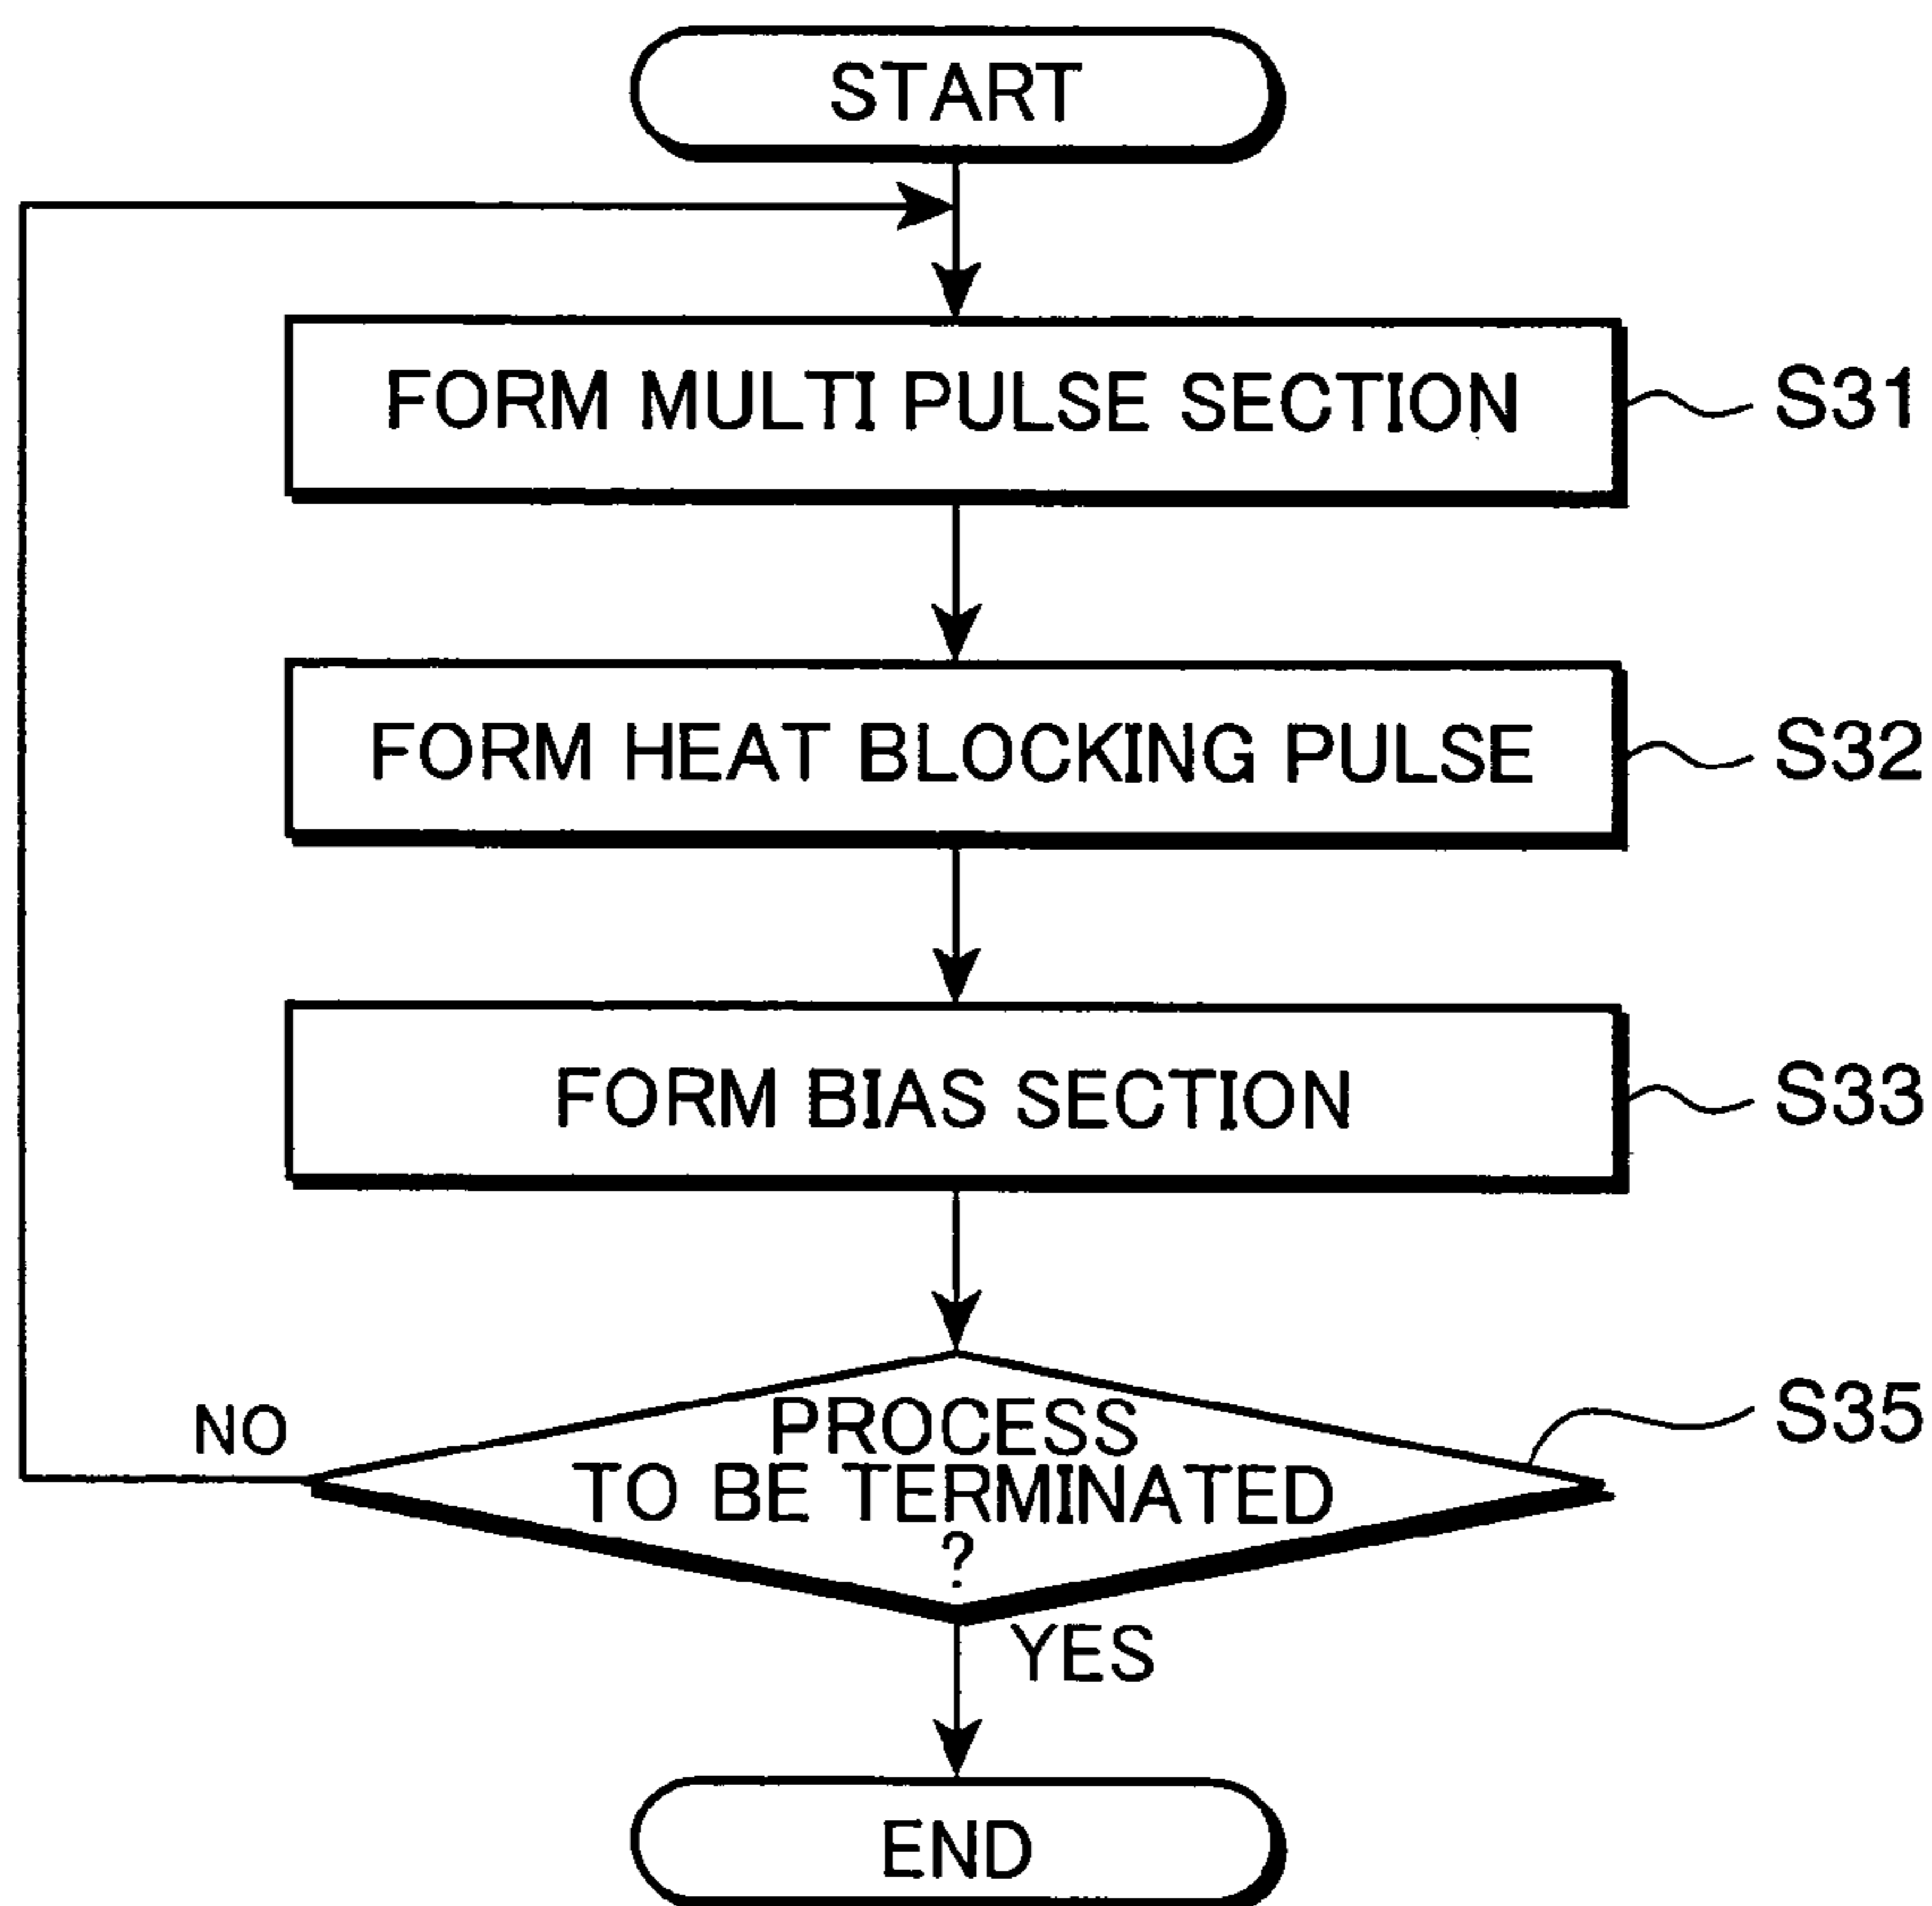 START
FORM MULTI PULSE SECTION
S31
FORM HEAT BLOCKING PULSE
S32
FORM BIAS SECTION
S33
PROCESS
TO BE TERMINATED
?
S35
NO
YES
END